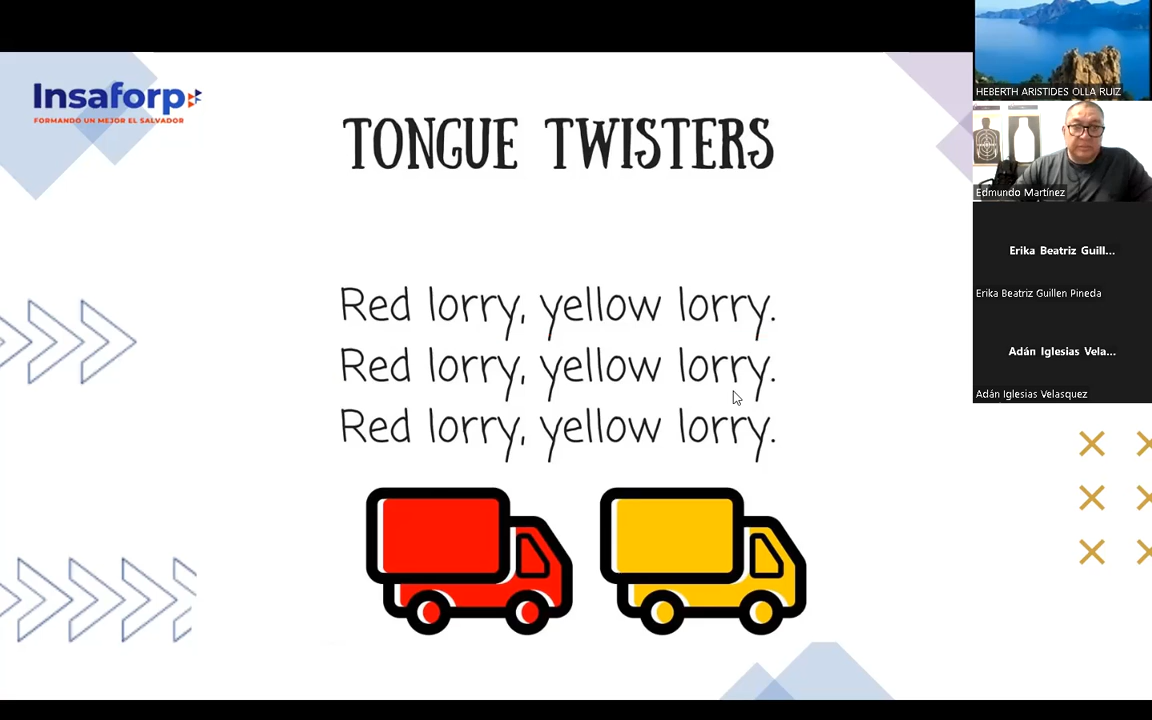 Insaforp
FORMANDO UN MEJOR EL SALVADOR
TONGUE TWISTERS
Red lorry, yellow lorry.
Red lorry, yellow lorry.
Red lorry, yellow lorry.
HEBERTH ARISTIDES OLLA RUIZ
Edmundo Martínez
Erika Beatriz Guill...
Erika Beatriz Guillen Pineda
Adán Iglesias Vela...
Adán Iglesias Velasquez